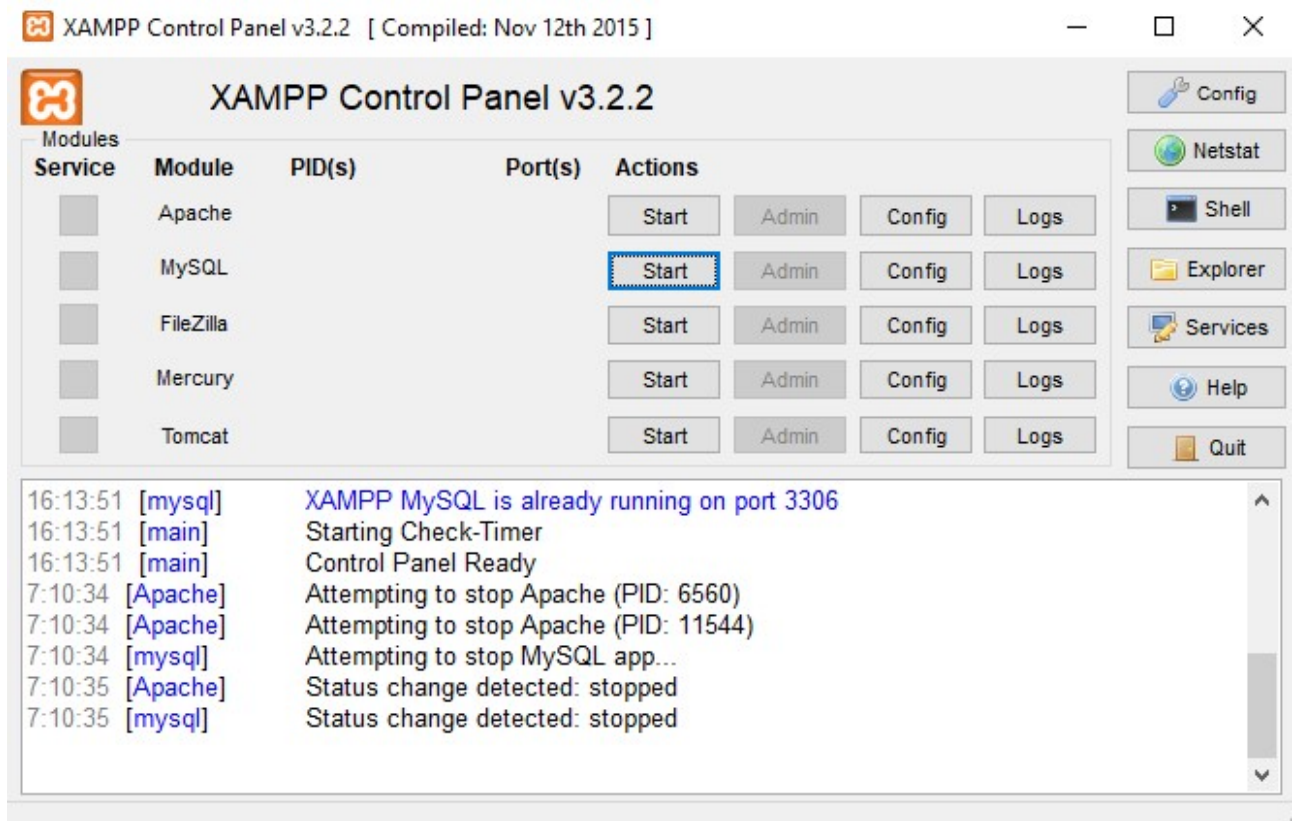 XAMPP Control Panel v3.2.2 [ Compiled: Nov 12th 2015 ]
XAMPP Control Panel v3.2.2
Modules
Service Module PID(s) Port(s) Actions
Apache Start Admin Config Logs
MySQL Start Admin Config Logs
FileZilla Start Admin Config Logs
Mercury Start Admin Config Logs
Tomcat Start Admin Config Logs
Config
Netstat
Shell
Explorer
Services
Help
Quit
16:13:51 [mysql] XAMPP MySQL is already running on port 3306
16:13:51 [main] Starting Check-Timer
16:13:51 [main] Control Panel Ready
7:10:34 [Apache] Attempting to stop Apache (PID: 6560)
7:10:34 [Apache] Attempting to stop Apache (PID: 11544)
7:10:34 [mysql] Attempting to stop MySQL app...
7:10:35 [Apache] Status change detected: stopped
7:10:35 [mysql] Status change detected: stopped